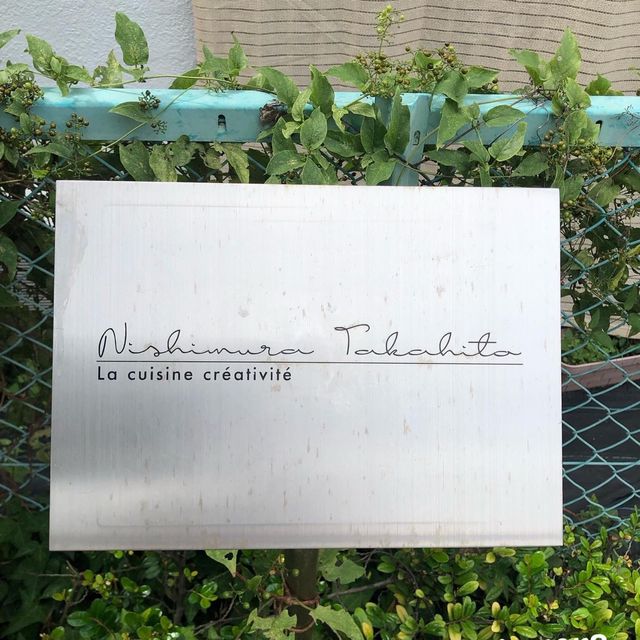 Nishimura Takahito
La cuisine créativité